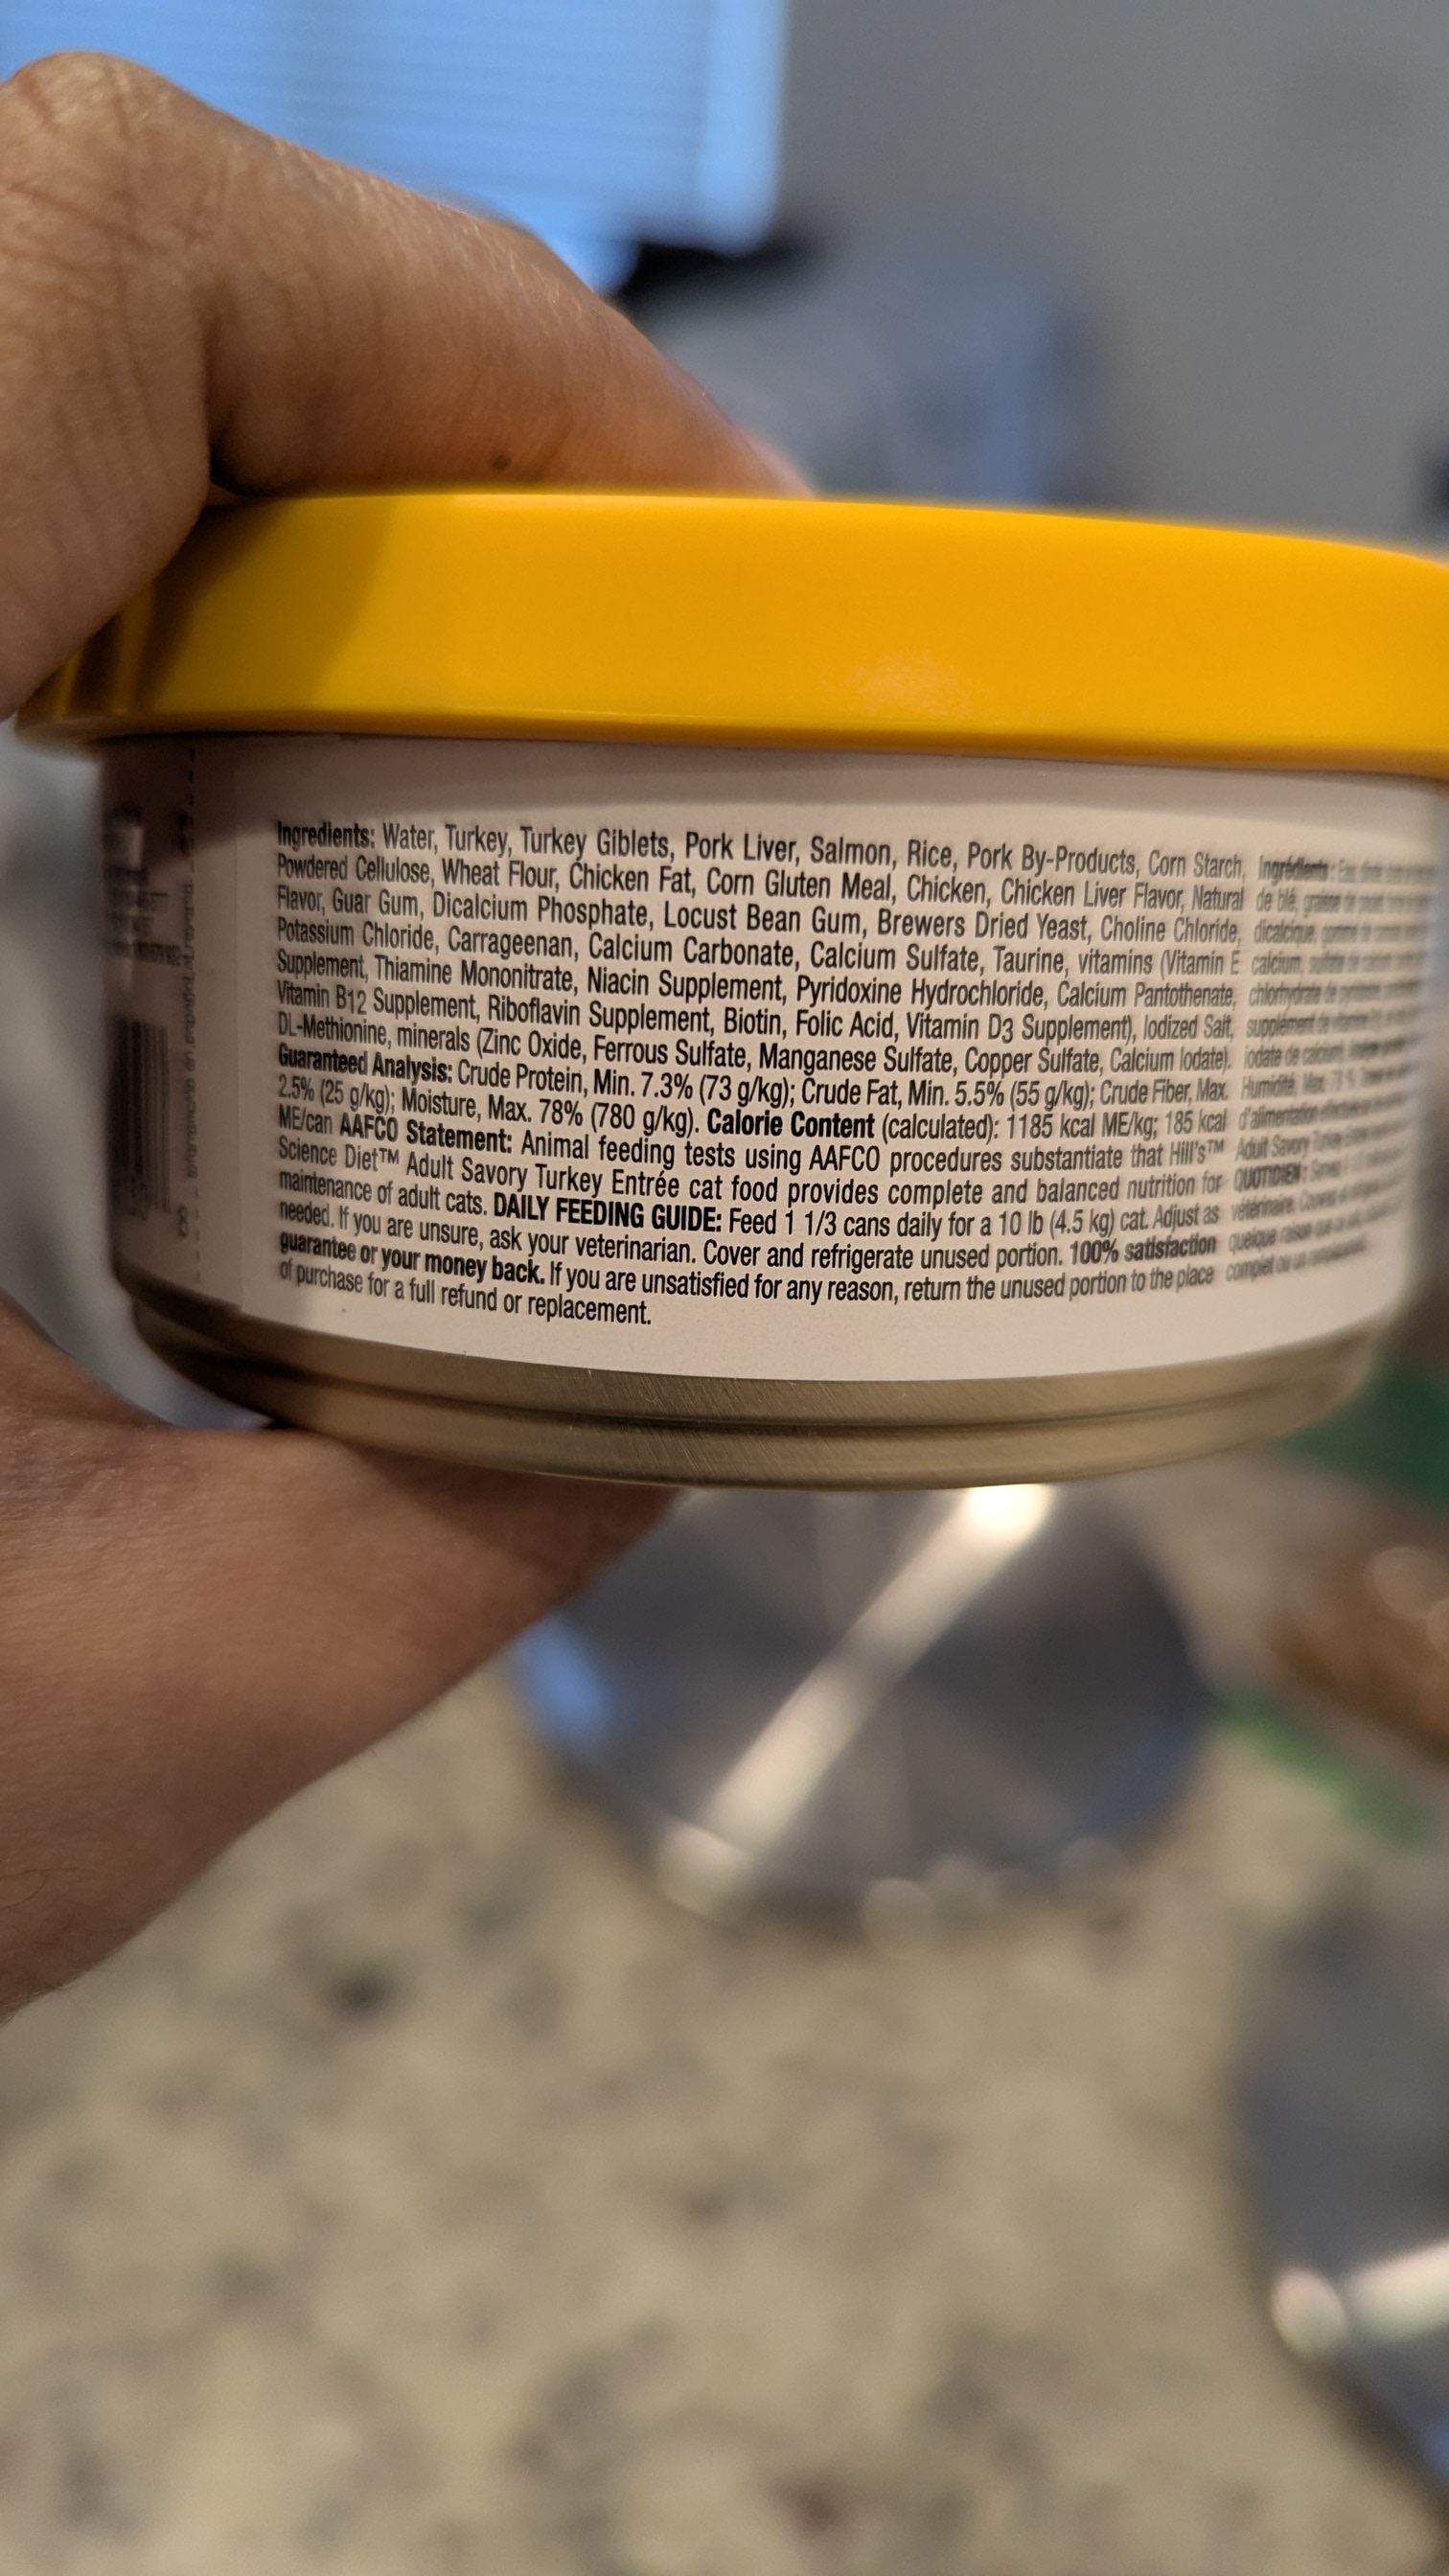 Ingredients: Water, Turkey, Turkey Giblets, Pork Liver, Salmon, Rice, Pork By-Products, Corn Starch,
Powdered Cellulose, Wheat Flour, Chicken Fat, Corn Gluten Meal, Chicken, Chicken Liver Flavor, Natural
Flavor, Guar Gum, Dicalcium Phosphate, Locust Bean Gum, Brewers Dried Yeast, Choline Chloride,
Potassium Chloride, Carrageenan, Calcium Carbonate, Calcium Sulfate, Taurine, vitamins (Vitamin E
Supplement, Thiamine Mononitrate, Niacin Supplement, Pyridoxine Hydrochloride, Calcium Pantothenate,
Vitamin B12 Supplement, Riboflavin Supplement, Biotin, Folic Acid, Vitamin D3 Supplement), Iodized Salt,
DL-Methionine, minerals (Zinc Oxide, Ferrous Sulfate, Manganese Sulfate, Copper Sulfate, Calcium Iodate).
Guaranteed Analysis: Crude Protein, Min. 7.3% (73 g/kg); Crude Fat, Min. 5.5% (55 g/kg); Crude Fiber, Max.
2.5% (25 g/kg); Moisture, Max. 78% (780 g/kg). Calorie Content (calculated): 1185 kcal ME/kg; 185 kcal
ME/can AAFCO Statement: Animal feeding tests using AAFCO procedures substantiate that Hill's™
Science Diet™ Adult Savory Turkey Entrée cat food provides complete and balanced nutrition for
maintenance of adult cats. DAILY FEEDING GUIDE: Feed 1 1/3 cans daily for a 10 lb (4.5 kg) cat. Adjust as
needed. If you are unsure, ask your veterinarian. Cover and refrigerate unused portion. 100% satisfaction
guarantee or your money back. If you are unsatisfied for any reason, return the unused portion to the place
of purchase for a full refund or replacement.
Ingrédients : Eau,
de blé, graisse de poulet,
dicalcique, gomme de
calcium, sulfate de calcium,
chlorhydrate de
supplément de vitamine
iodate de calcium.
Humidité, Max.
d'alimentation
Adult Savory
QUOTIDIEN :
vétérinaire.
quelque raison que
complet ou un